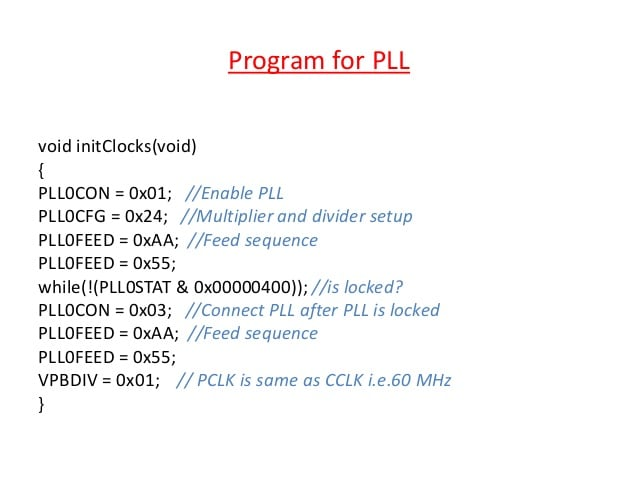 Program for PLL
void initClocks(void)
{
PLL0CON = 0x01; //Enable PLL
PLL0CFG = 0x24; //Multiplier and divider setup
PLL0FEED = 0xAA; //Feed sequence
PLL0FEED = 0x55;
while(!(PLL0STAT & 0x00000400)); //is locked?
PLL0CON = 0x03; //Connect PLL after PLL is locked
PLL0FEED = 0xAA; //Feed sequence
PLL0FEED = 0x55;
VPBDIV = 0x01; // PCLK is same as CCLK i.e.60 MHz
}